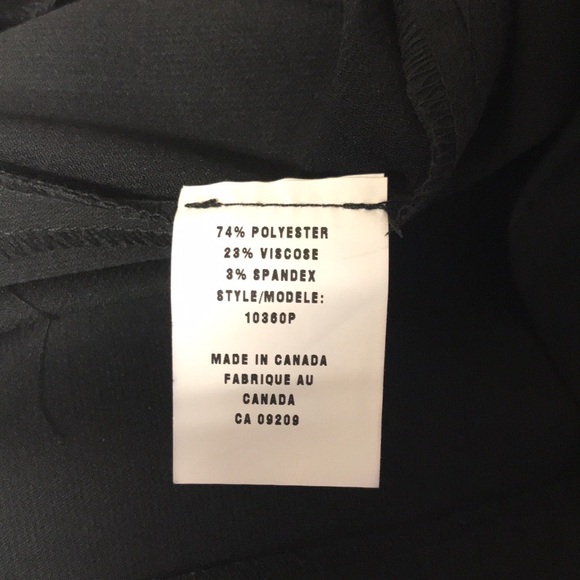 74% POLYESTER
23% VISCOSE
3% SPANDEX
STYLE/MODELE:
10360P
MADE IN CANADA
FABRIQUE AU
CANADA
CA 09209